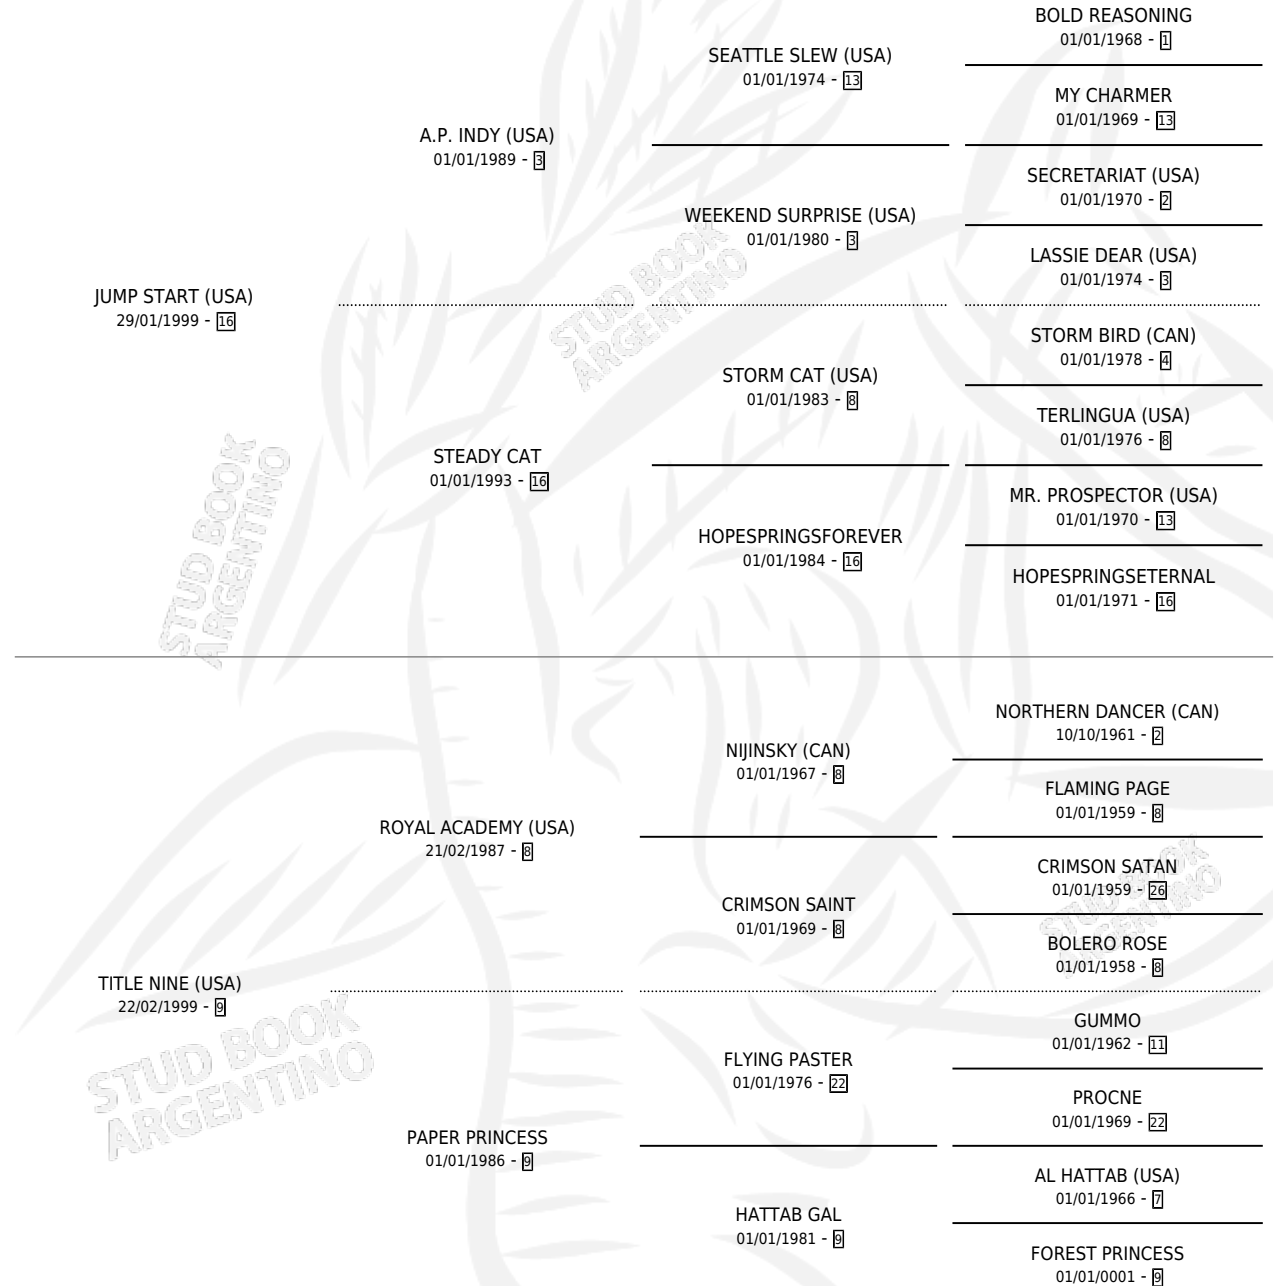 BOLD REASONING
01/01/1968 - 1
SEATTLE SLEW (USA)
01/01/1974 - 13
MY CHARMER
01/01/1969 - 13
A.P. INDY (USA)
01/01/1989 - 3
SECRETARIAT (USA)
01/01/1970 - 2
WEEKEND SURPRISE (USA)
01/01/1980 - 3
LASSIE DEAR (USA)
01/01/1974 - 3
JUMP START (USA)
29/01/1999 - 16
STORM BIRD (CAN)
01/01/1978 - 4
STORM CAT (USA)
01/01/1983 - 8
TERLINGUA (USA)
01/01/1976 - 8
STEADY CAT
01/01/1993 - 16
MR. PROSPECTOR (USA)
01/01/1970 - 13
HOPESPRINGSFOREVER
01/01/1984 - 16
HOPESPRINGSETERNAL
01/01/1971 - 16
NORTHERN DANCER (CAN)
10/10/1961 - 2
NIJINSKY (CAN)
01/01/1967 - 8
FLAMING PAGE
01/01/1959 - 8
ROYAL ACADEMY (USA)
21/02/1987 - 8
CRIMSON SATAN
01/01/1959 - 26
CRIMSON SAINT
01/01/1969 - 8
BOLERO ROSE
01/01/1958 - 8
TITLE NINE (USA)
22/02/1999 - 9
GUMMO
01/01/1962 - 11
FLYING PASTER
01/01/1976 - 22
PROCNE
01/01/1969 - 22
PAPER PRINCESS
01/01/1986 - 9
AL HATTAB (USA)
01/01/1966 - 7
HATTAB GAL
01/01/1981 - 9
FOREST PRINCESS
01/01/0001 - 9
STUD BOOK
ARGENTINO
STUD BOOK
ARGENTINO
STUD BOOK
ARGENTINO
STUD BOOK
ARGENTINO